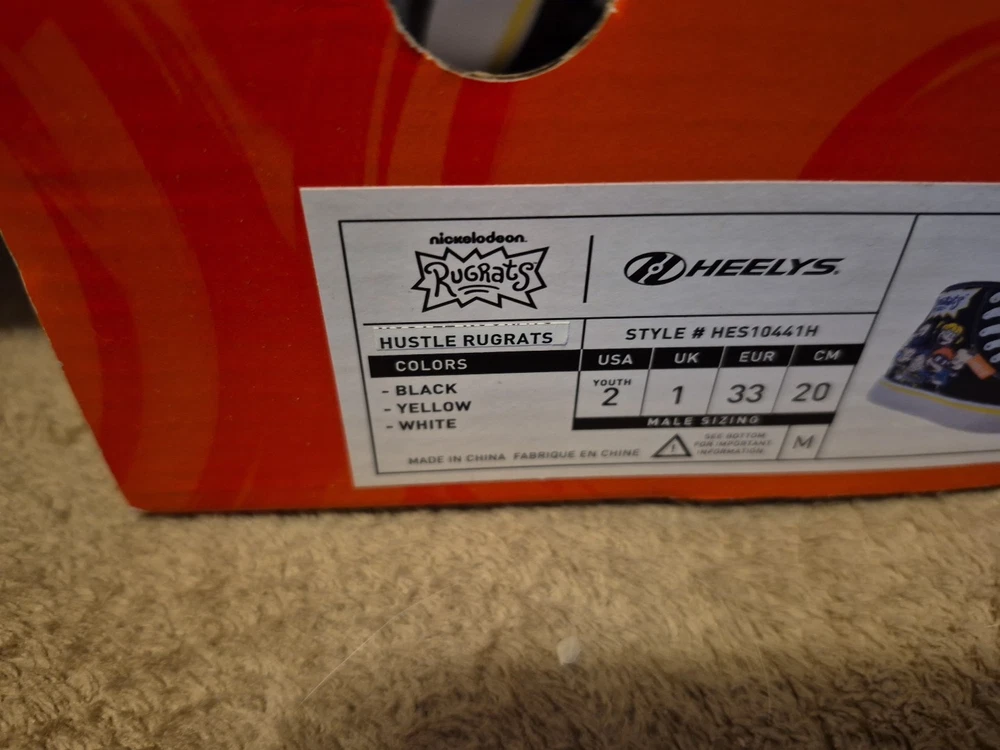 nickelodeon
RUGRATS
HEELYS
HUSTLE RUGRATS
STYLE # HES10441H
COLORS
- BLACK
- YELLOW
- WHITE
USA UK EUR CM
YOUTH
2 1 33 20
MALE SIZING
SEE BOTTOM
FOR IMPORTANT
INFORMATION.
M
MADE IN CHINA FABRIQUE EN CHINE